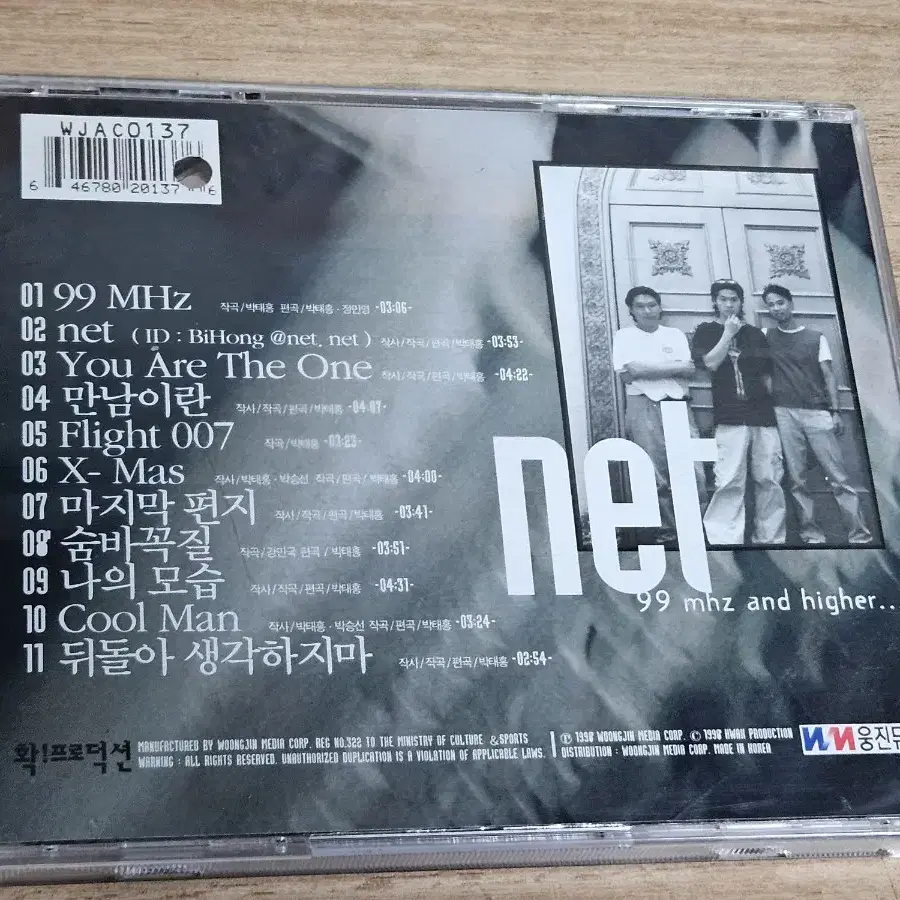 WJAC0137
6 46780 20137 6
01 99 MHz 작곡/박태홍 편곡/박태홍·정민영 -03:06-
02 net ( ID : BiHong @net. net ) 작사/작곡/편곡/박태홍 -03:53-
03 You Are The One 작사/작곡/편곡/박태홍 -04:22-
04 만남이란 작사/작곡/편곡/박태홍 -04:07-
05 Flight 007 작곡/박태홍 -03:23-
06 X- Mas 작사/박태홍·박승선 작곡/편곡/박태홍 -04:00-
07 마지막 편지 작사/작곡/편곡/박태홍 -03:41-
08 숨바꼭질 작곡/강민국 편곡/박태홍 -03:51-
09 나의 모습 작사/작곡/편곡/박태홍 -04:31-
10 Cool Man 작사/박태홍·박승선 작곡/편곡/박태홍 -03:24-
11 뒤돌아 생각하지마 작사/작곡/편곡/박태홍 -02:54-
net
99 mhz and higher...
확!프로덕션
MANUFACTURED BY WOONGJIN MEDIA CORP. REG NO.322 TO THE MINISTRY OF CULTURE & SPORTS
WARNING : ALL RIGHTS RESERVED. UNAUTHORIZED DUPLICATION IS A VIOLATION OF APPLICABLE LAWS.
℗ 1998 WOONGJIN MEDIA CORP. © 1998 HWAN PRODUCTION
DISTRIBUTION : WOONGJIN MEDIA CORP. MADE IN KOREA
웅진뮤